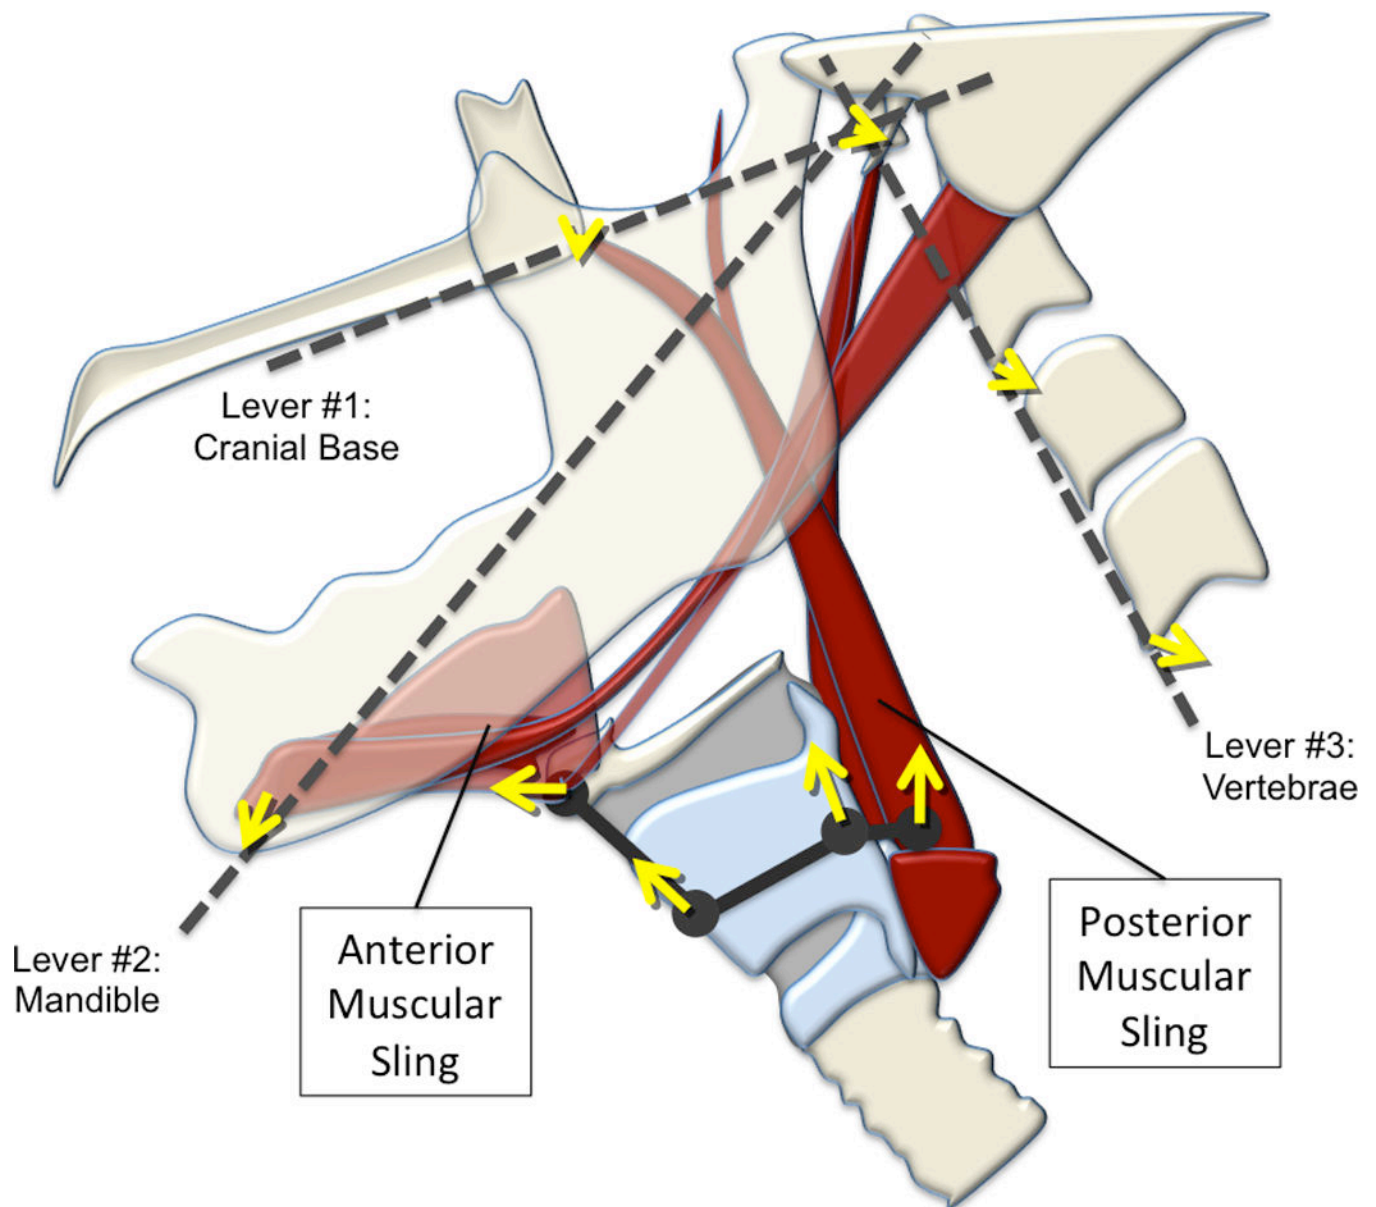 Lever #1:
Cranial Base
Lever #3:
Vertebrae
Lever #2:
Mandible
Anterior
Muscular
Sling
Posterior
Muscular
Sling